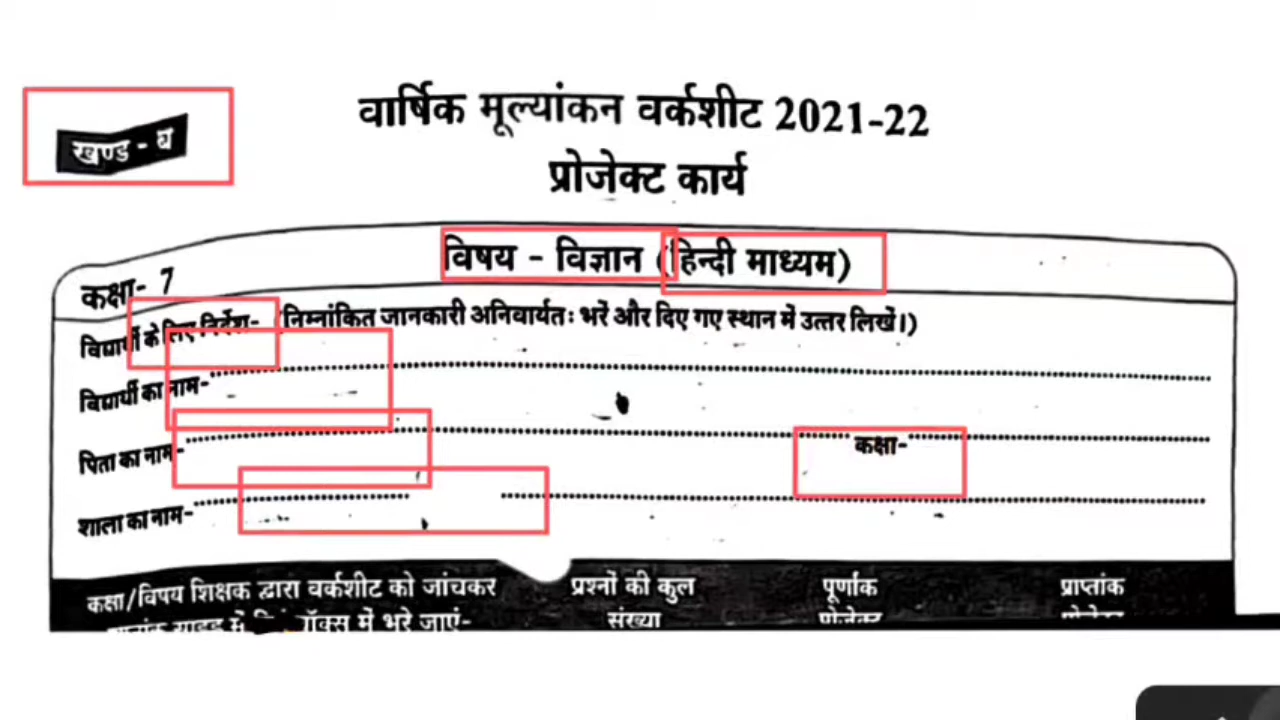 वार्षिक मूल्यांकन वर्कशीट 2021-22
खण्ड - ब
प्रोजेक्ट कार्य
विषय - विज्ञान (हिन्दी माध्यम)
कक्षा- 7
विद्यार्थी के लिए निर्देश- (निम्नांकित जानकारी अनिवार्यतः भरें और दिए गए स्थान में उत्तर लिखें।)
विद्यार्थी का नाम-
पिता का नाम- कक्षा-
शाला का नाम-
कक्षा/विषय शिक्षक द्वारा वर्कशीट को जांचकर प्रश्नों की कुल पूर्णांक प्राप्तांक
में भरे जाएं- संख्या प्रोजेक्ट प्रोजेक्ट